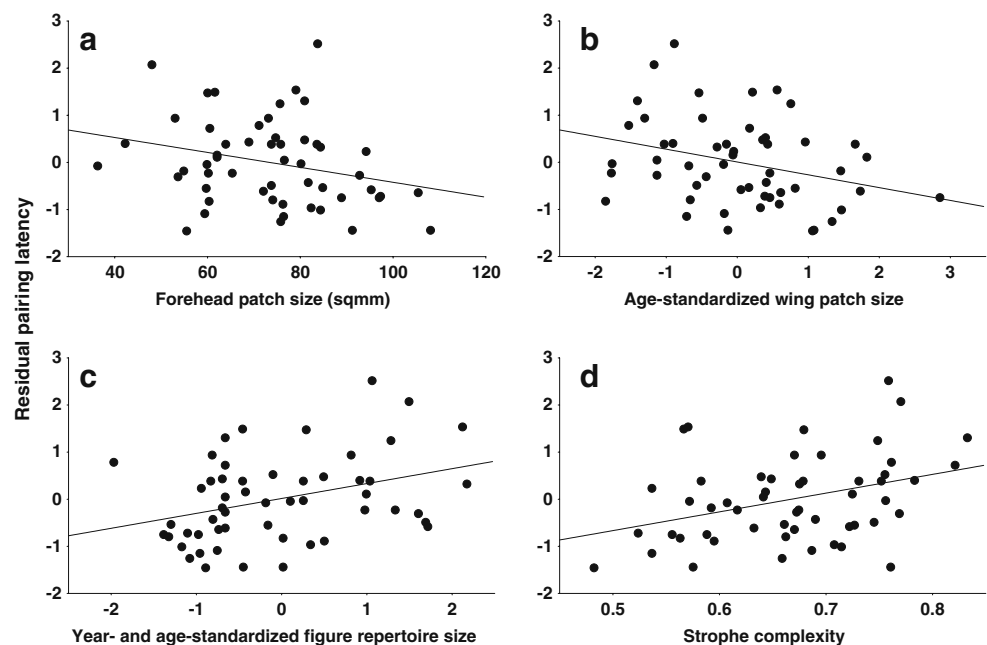 Residual pairing latency
a
3
2
1
0
-1
-2
40 60 80 100 120
Forehead patch size (sqmm)
b
3
2
1
0
-1
-2
-2 -1 0 1 2 3
Age-standardized wing patch size
c
3
2
1
0
-1
-2
-2 -1 0 1 2
Year- and age-standardized figure repertoire size
d
3
2
1
0
-1
-2
0.5 0.6 0.7 0.8
Strophe complexity